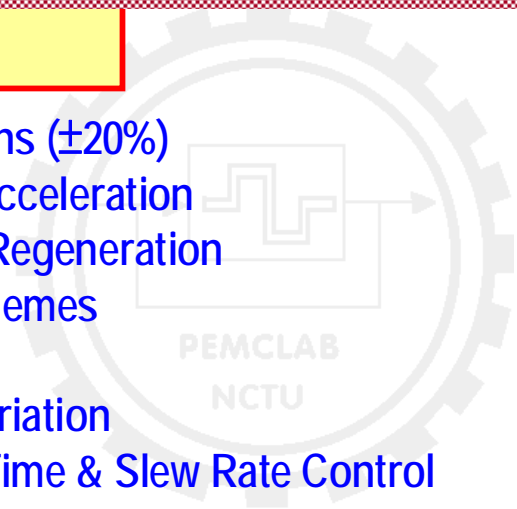 ns (±20%)
cceleration
Regeneration
emes
PEMCLAB
NCTU
riation
ime & Slew Rate Control